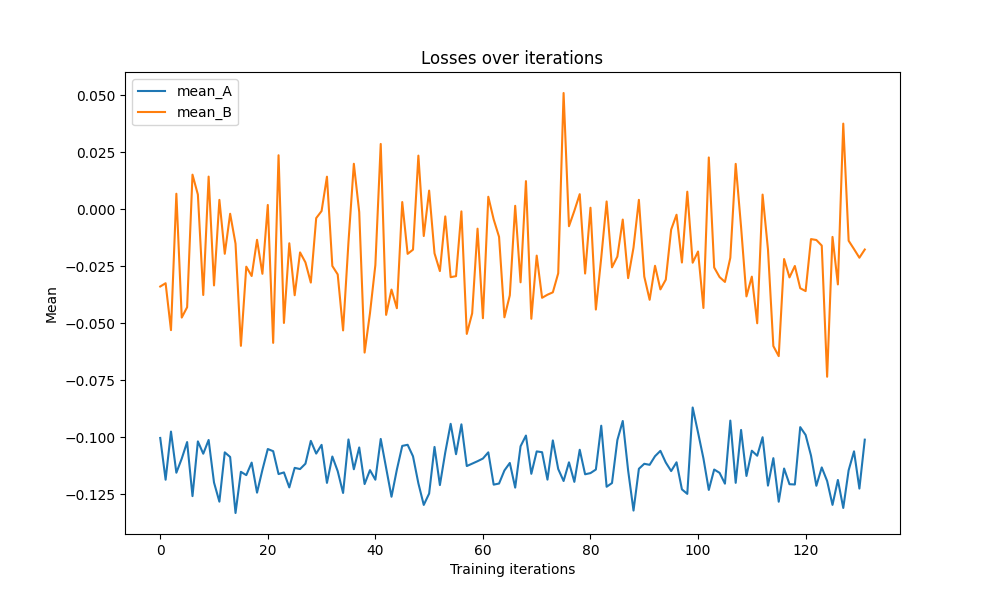 Losses over iterations
mean_A
mean_B
0.050
0.025
0.000
−0.025
−0.050
−0.075
−0.100
−0.125
Mean
0 20 40 60 80 100 120
Training iterations